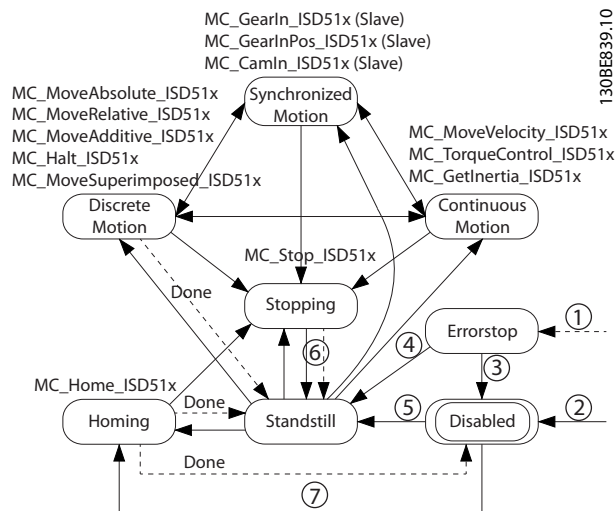 MC_GearIn_ISD51x (Slave)
MC_GearInPos_ISD51x (Slave)
MC_CamIn_ISD51x (Slave)
130BE839.10
Synchronized
Motion
MC_MoveAbsolute_ISD51x
MC_MoveRelative_ISD51x
MC_MoveAdditive_ISD51x
MC_Halt_ISD51x
MC_MoveSuperimposed_ISD51x
MC_MoveVelocity_ISD51x
MC_TorqueControl_ISD51x
MC_GetInertia_ISD51x
Discrete
Motion
Continuous
Motion
MC_Stop_ISD51x
Done
Stopping
Errorstop
1
6
4
3
MC_Home_ISD51x
Homing
Done
Standstill
5
Disabled
2
Done
7